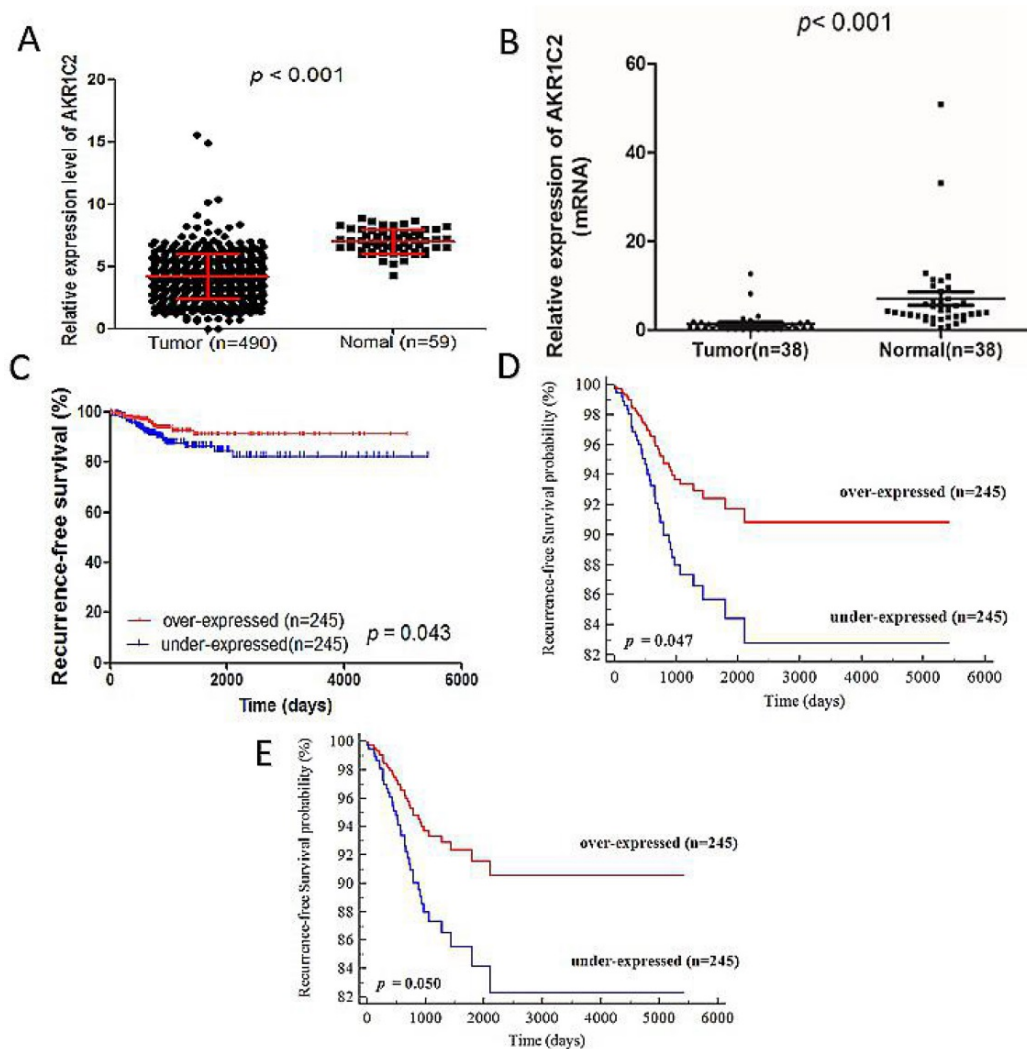 A
p < 0.001
Relative expression level of AKR1C2
20
15
10
5
0
Tumor (n=490)
Nomal (n=59)
B
p< 0.001
Relative expression of AKR1C2
(mRNA)
60
40
20
0
Tumor(n=38)
Normal(n=38)
C
Recurrence-free survival (%)
100
80
60
40
20
0
over-expressed (n=245)
under-expressed(n=245)
p = 0.043
0 2000 4000 6000
Time (days)
D
Recurrence-free Survival probability (%)
100
98
96
94
92
90
88
86
84
82
over-expressed (n=245)
under-expressed (n=245)
p = 0.047
0 1000 2000 3000 4000 5000 6000
Time (days)
E
Recurrence-free Survival probability (%)
100
98
96
94
92
90
88
86
84
82
over-expressed (n=245)
under-expressed (n=245)
p = 0.050
0 1000 2000 3000 4000 5000 6000
Time (days)